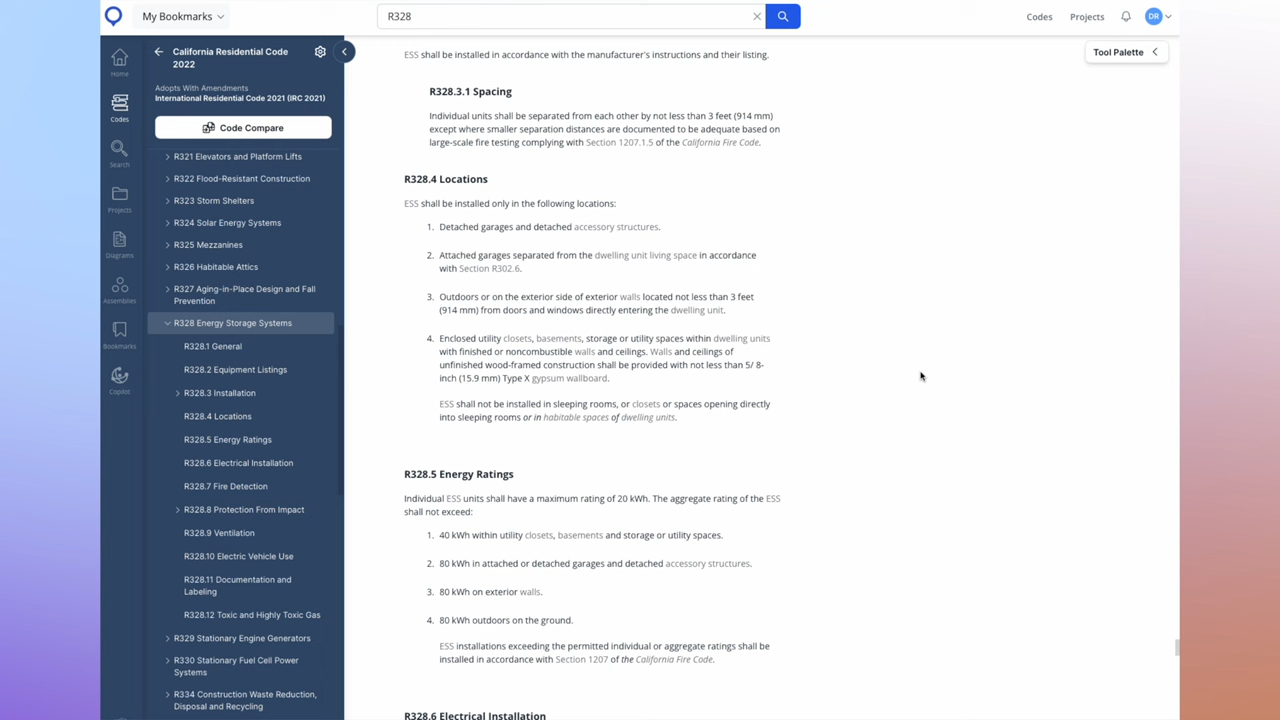 My Bookmarks
R328
Codes
Projects
DR
California Residential Code
2022
Adopts With Amendments
International Residential Code 2021 (IRC 2021)
Code Compare
Home
Codes
Search
Projects
Diagrams
Assemblies
Bookmarks
Copilot
R321 Elevators and Platform Lifts
R322 Flood-Resistant Construction
R323 Storm Shelters
R324 Solar Energy Systems
R325 Mezzanines
R326 Habitable Attics
R327 Aging-in-Place Design and Fall
Prevention
R328 Energy Storage Systems
R328.1 General
R328.2 Equipment Listings
R328.3 Installation
R328.4 Locations
R328.5 Energy Ratings
R328.6 Electrical Installation
R328.7 Fire Detection
R328.8 Protection From Impact
R328.9 Ventilation
R328.10 Electric Vehicle Use
R328.11 Documentation and
Labeling
R328.12 Toxic and Highly Toxic Gas
R329 Stationary Engine Generators
R330 Stationary Fuel Cell Power
Systems
R334 Construction Waste Reduction,
Disposal and Recycling
Tool Palette
ESS shall be installed in accordance with the manufacturer's instructions and their listing.
R328.3.1 Spacing
Individual units shall be separated from each other by not less than 3 feet (914 mm)
except where smaller separation distances are documented to be adequate based on
large-scale fire testing complying with Section 1207.1.5 of the California Fire Code.
R328.4 Locations
ESS shall be installed only in the following locations:
1. Detached garages and detached accessory structures.
2. Attached garages separated from the dwelling unit living space in accordance
with Section R302.6.
3. Outdoors or on the exterior side of exterior walls located not less than 3 feet
(914 mm) from doors and windows directly entering the dwelling unit.
4. Enclosed utility closets, basements, storage or utility spaces within dwelling units
with finished or noncombustible walls and ceilings. Walls and ceilings of
unfinished wood-framed construction shall be provided with not less than 5/ 8-
inch (15.9 mm) Type X gypsum wallboard.
ESS shall not be installed in sleeping rooms, or closets or spaces opening directly
into sleeping rooms or in habitable spaces of dwelling units.
R328.5 Energy Ratings
Individual ESS units shall have a maximum rating of 20 kWh. The aggregate rating of the ESS
shall not exceed:
1. 40 kWh within utility closets, basements and storage or utility spaces.
2. 80 kWh in attached or detached garages and detached accessory structures.
3. 80 kWh on exterior walls.
4. 80 kWh outdoors on the ground.
ESS installations exceeding the permitted individual or aggregate ratings shall be
installed in accordance with Section 1207 of the California Fire Code.
R328.6 Electrical Installation